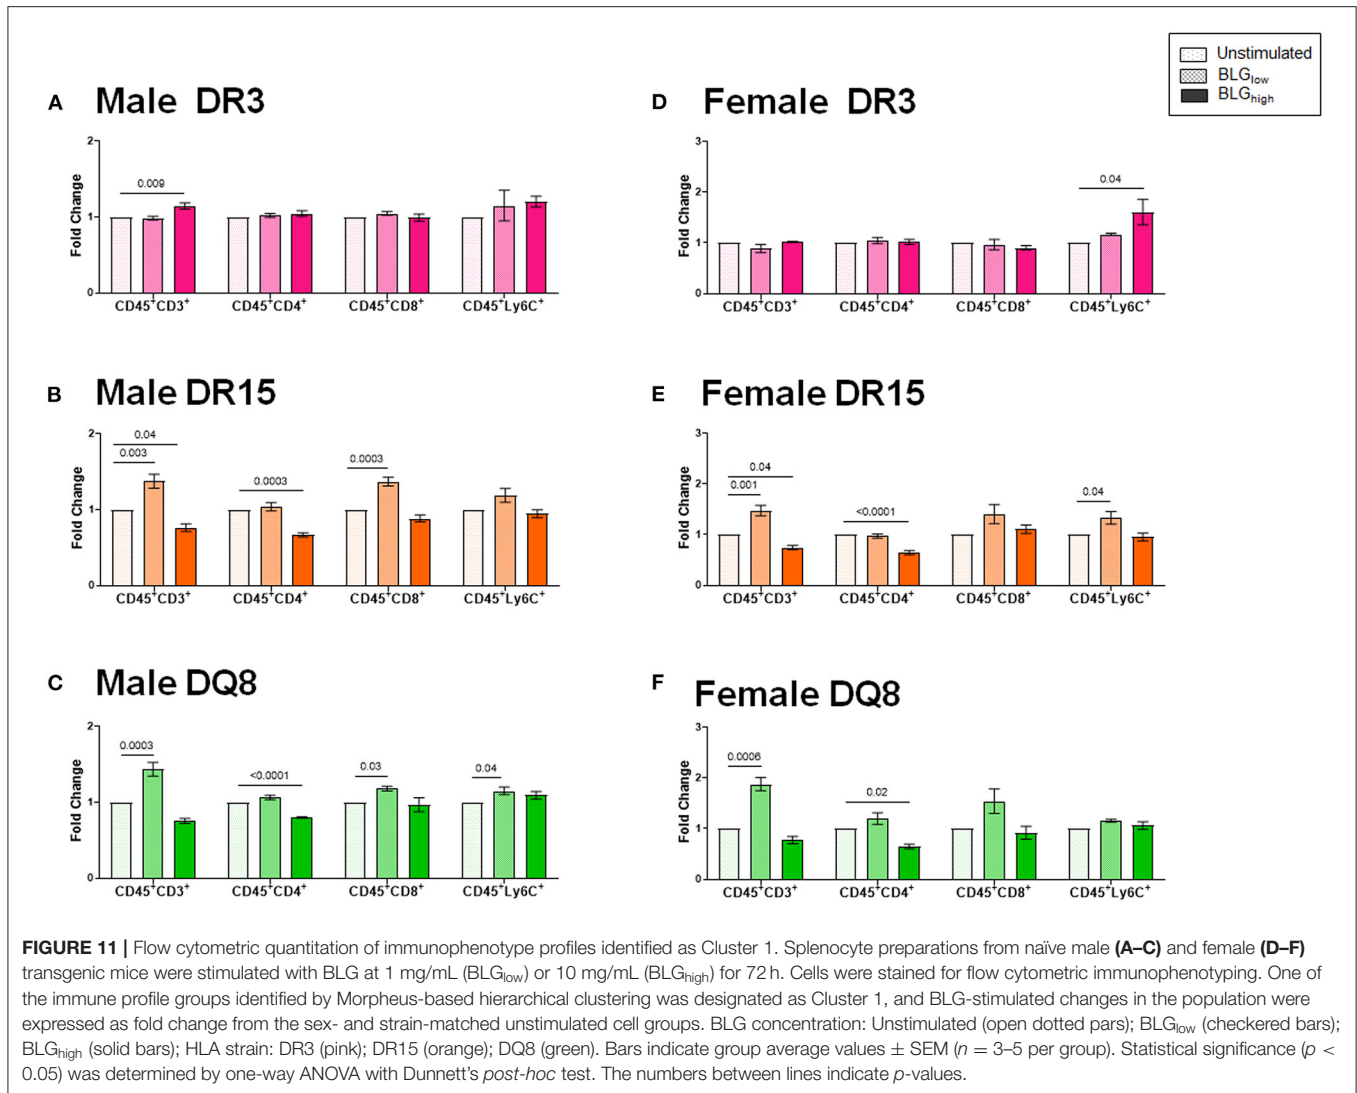 Unstimulated
BLGlow
BLGhigh
A Male DR3
2
1
0
Fold Change
0.009
CD45+CD3+ CD45+CD4+ CD45+CD8+ CD45+Ly6C+
D Female DR3
3
2
1
0
Fold Change
0.04
CD45+CD3+ CD45+CD4+ CD45+CD8+ CD45+Ly6C+
B Male DR15
2
1
0
Fold Change
0.04
0.003
0.0003
0.0003
CD45+CD3+ CD45+CD4+ CD45+CD8+ CD45+Ly6C+
E Female DR15
3
2
1
0
Fold Change
0.04
0.001
<0.0001
0.04
CD45+CD3+ CD45+CD4+ CD45+CD8+ CD45+Ly6C+
C Male DQ8
2
1
0
Fold Change
0.0003
<0.0001
0.03
0.04
CD45+CD3+ CD45+CD4+ CD45+CD8+ CD45+Ly6C+
F Female DQ8
3
2
1
0
Fold Change
0.0006
0.02
CD45+CD3+ CD45+CD4+ CD45+CD8+ CD45+Ly6C+
FIGURE 11 | Flow cytometric quantitation of immunophenotype profiles identified as Cluster 1. Splenocyte preparations from naïve male (A–C) and female (D–F)
transgenic mice were stimulated with BLG at 1 mg/mL (BLGlow) or 10 mg/mL (BLGhigh) for 72 h. Cells were stained for flow cytometric immunophenotyping. One of
the immune profile groups identified by Morpheus-based hierarchical clustering was designated as Cluster 1, and BLG-stimulated changes in the population were
expressed as fold change from the sex- and strain-matched unstimulated cell groups. BLG concentration: Unstimulated (open dotted pars); BLGlow (checkered bars);
BLGhigh (solid bars); HLA strain: DR3 (pink); DR15 (orange); DQ8 (green). Bars indicate group average values ± SEM (n = 3–5 per group). Statistical significance (p <
0.05) was determined by one-way ANOVA with Dunnett's post-hoc test. The numbers between lines indicate p-values.